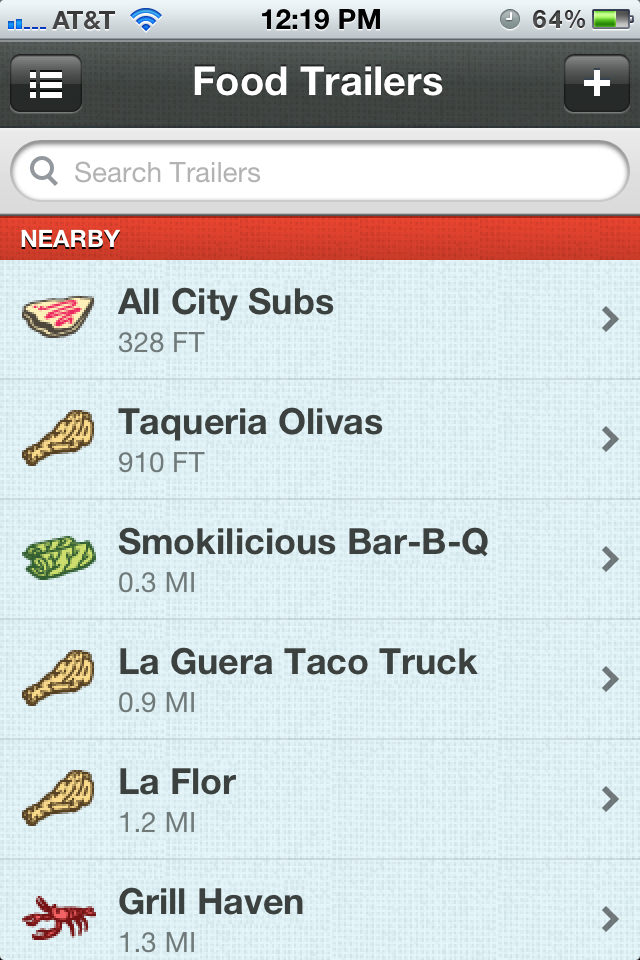 AT&T 12:19 PM 64%
Food Trailers
Search Trailers
NEARBY
All City Subs
328 FT
Taqueria Olivas
910 FT
Smokilicious Bar-B-Q
0.3 MI
La Guera Taco Truck
0.9 MI
La Flor
1.2 MI
Grill Haven
1.3 MI